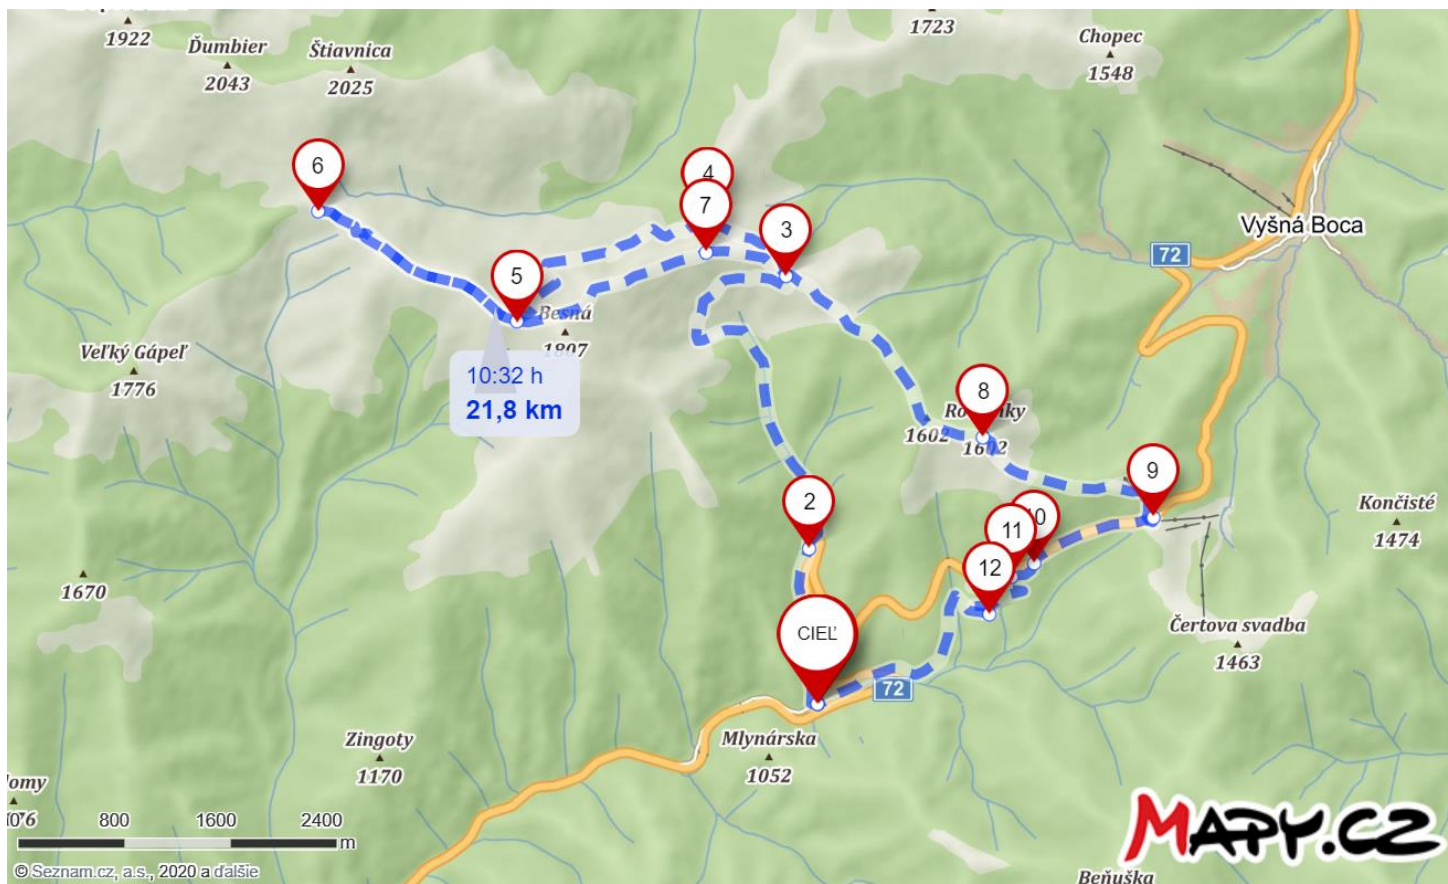 1922
Ďumbier
2043
Štiavnica
2025
1723
Chopec
1548
6
4
7
3
Vyšná Boca
72
5
Besná
1807
Veľký Gápeľ
1776
10:32 h
21,8 km
8
1602
1602
9
2
10
11
12
Končisté
1474
1670
CIEĽ
Čertova svadba
1463
72
Zingoty
1170
Mlynárska
1052
800
1600
2400
m
MAPY.CZ
© Seznam.cz, a.s., 2020 a ďalšie
Beňuška